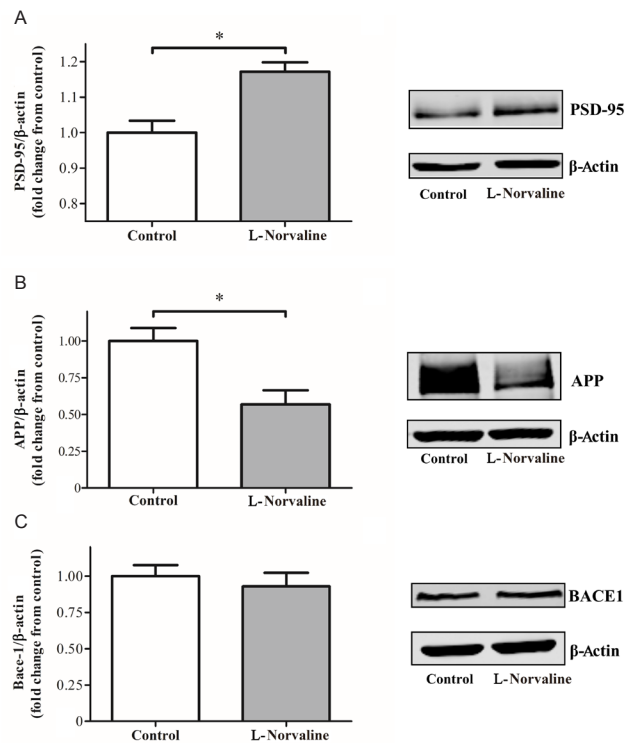 A
PSD-95/β-actin
(fold change from control)
1.2
1.1
1.0
0.9
0.8
*
Control
L-Norvaline
PSD-95
β-Actin
Control
L-Norvaline
B
APP/β-actin
(fold change from control)
1.00
0.75
0.50
0.25
0
*
Control
L-Norvaline
APP
β-Actin
Control
L-Norvaline
C
Bace-1/β-actin
(fold change from control)
1.00
0.75
0.50
0.25
0
Control
L-Norvaline
BACE1
β-Actin
Control
L-Norvaline